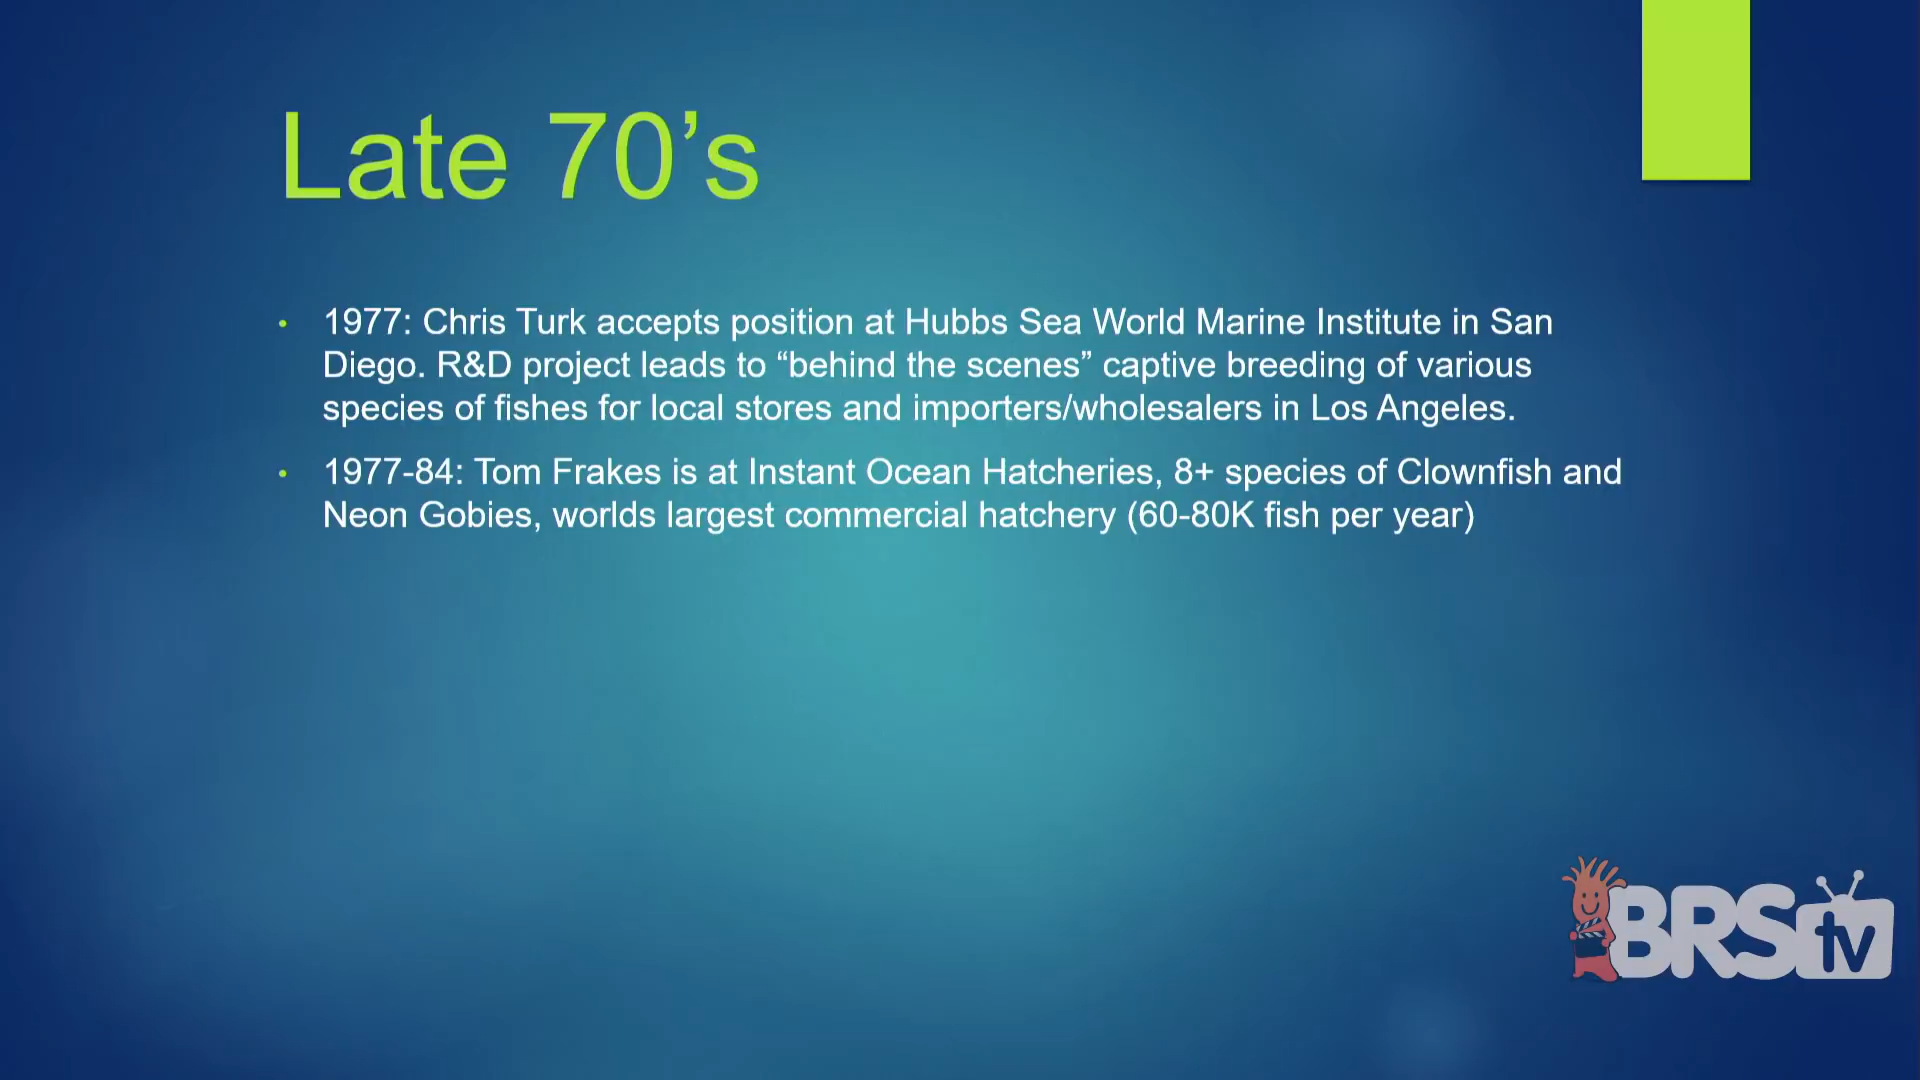 Late 70’s
• 1977: Chris Turk accepts position at Hubbs Sea World Marine Institute in San
Diego. R&D project leads to “behind the scenes” captive breeding of various
species of fishes for local stores and importers/wholesalers in Los Angeles.
• 1977-84: Tom Frakes is at Instant Ocean Hatcheries, 8+ species of Clownfish and
Neon Gobies, worlds largest commercial hatchery (60-80K fish per year)
BRStv